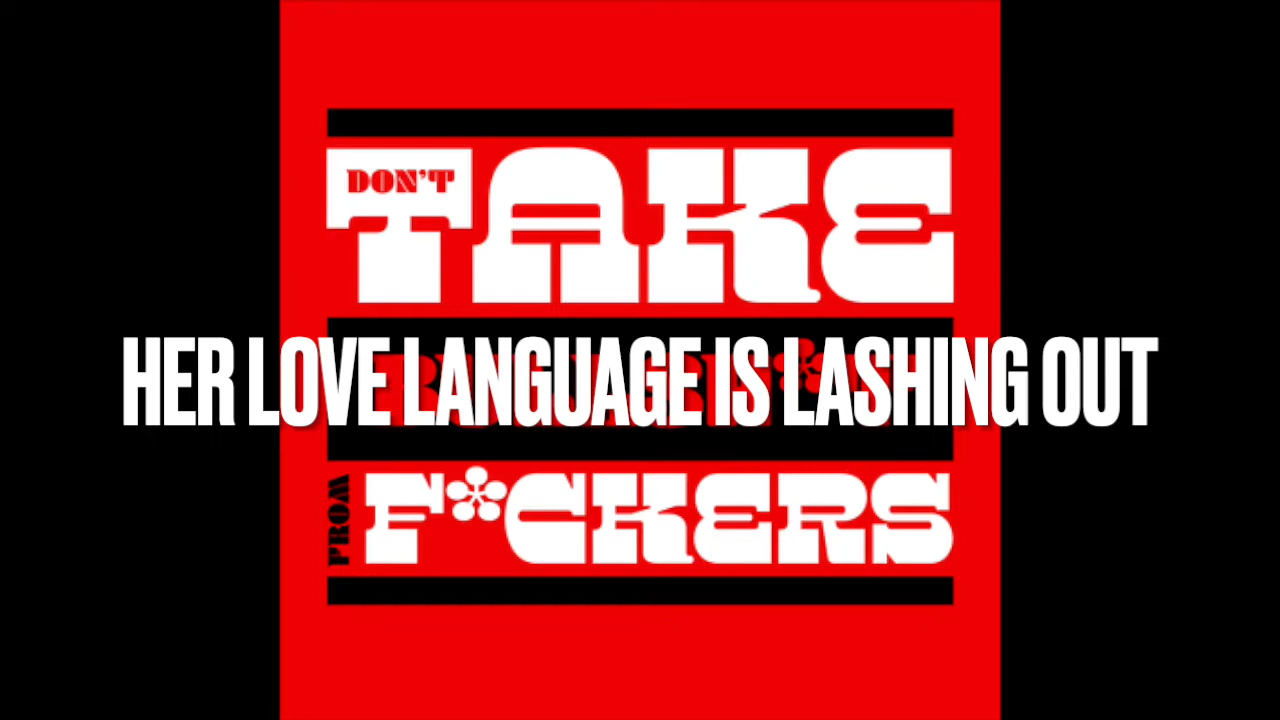 DON'T
TAKE
HER LOVE LANGUAGE IS LASHING OUT
FROM
F*CKERS